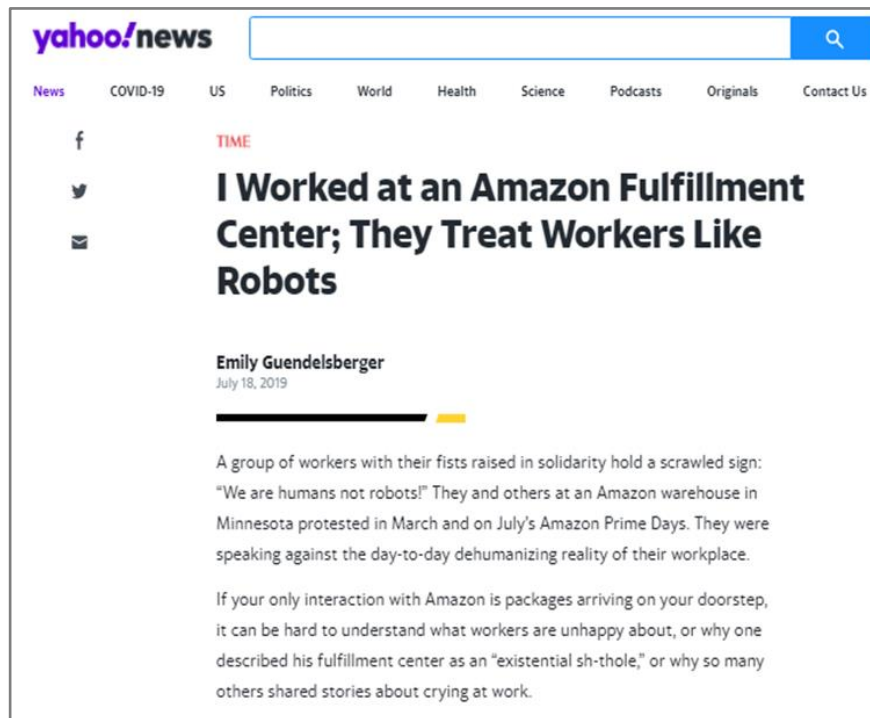 yahoo!news
News COVID-19 US Politics World Health Science Podcasts Originals Contact Us
TIME
I Worked at an Amazon Fulfillment
Center; They Treat Workers Like
Robots
Emily Guendelsberger
July 18, 2019
A group of workers with their fists raised in solidarity hold a scrawled sign:
“We are humans not robots!” They and others at an Amazon warehouse in
Minnesota protested in March and on July’s Amazon Prime Days. They were
speaking against the day-to-day dehumanizing reality of their workplace.
If your only interaction with Amazon is packages arriving on your doorstep,
it can be hard to understand what workers are unhappy about, or why one
described his fulfillment center as an “existential sh-thole,” or why so many
others shared stories about crying at work.